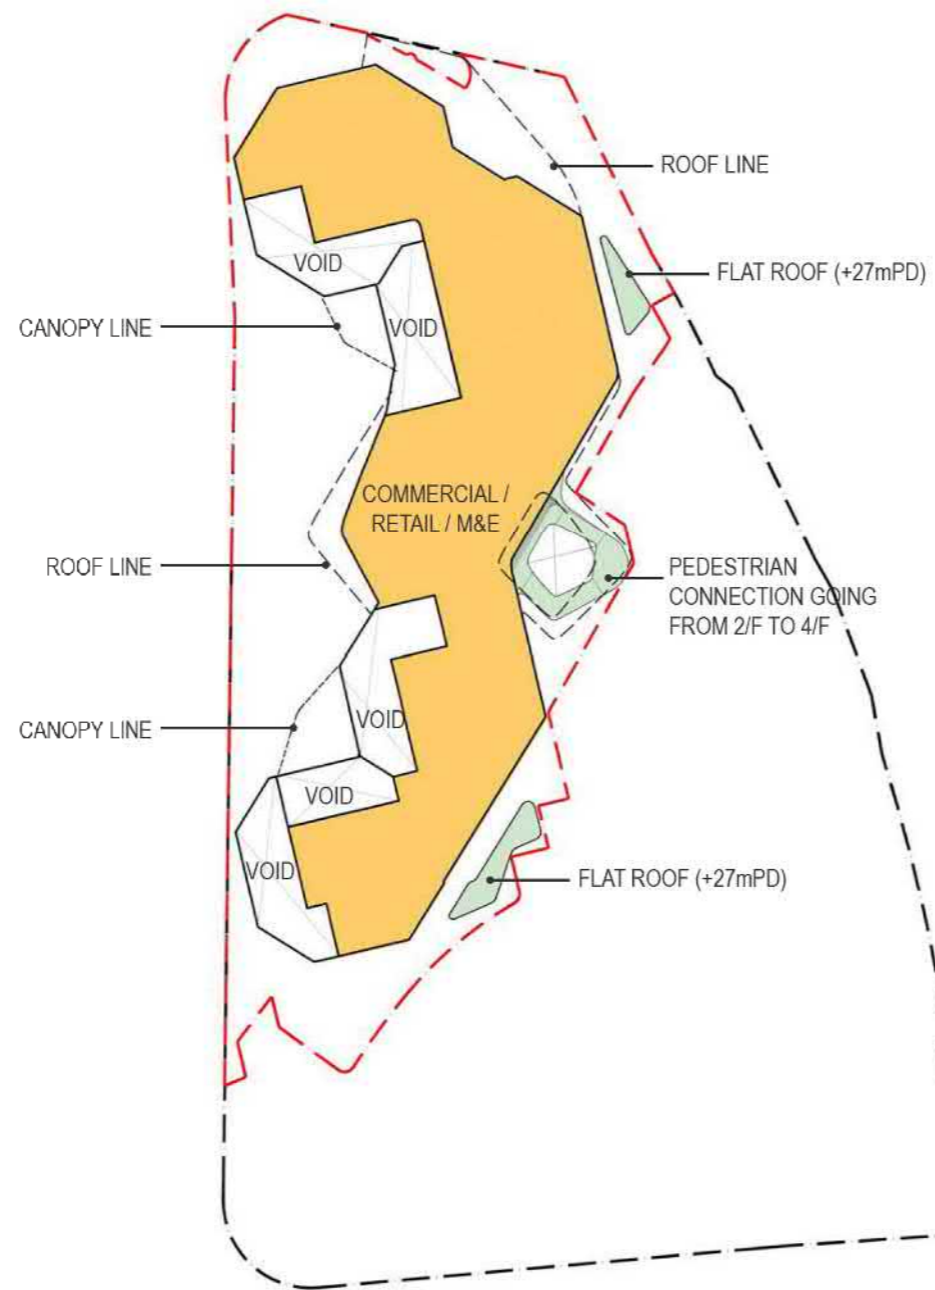 ROOF LINE
FLAT ROOF (+27mPD)
VOID
CANOPY LINE
VOID
COMMERCIAL /
RETAIL / M&E
ROOF LINE
PEDESTRIAN
CONNECTION GOING
FROM 2/F TO 4/F
CANOPY LINE
VOID
VOID
VOID
FLAT ROOF (+27mPD)